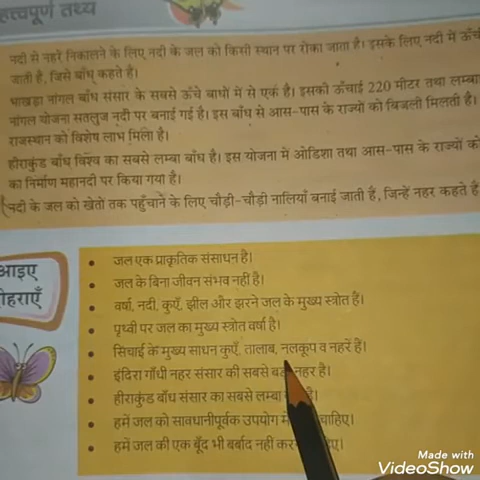 हत्त्वपूर्ण तथ्य
नदी से नहरें निकालने के लिए नदी के जल को किसी स्थान पर रोका जाता है। इसके लिए नदी में ऊँची
जाती है, जिसे बाँध कहते है।
भाखड़ा नांगल बाँध संसार के सबसे ऊँचे बाधों में से एक है। इसकी ऊँचाई 220 मीटर तथा लम्बा
नांगल योजना सतलुज नदी पर बनाई गई है। इस बाँध से आस-पास के राज्यों को बिजली मिलती है।
राजस्थान को विशेष लाभ मिला है।
हीराकुंड बाँध विश्व का सबसे लम्बा बाँध है। इस योजना में ओडिशा तथा आस-पास के राज्यों को
का निर्माण महानदी पर किया गया है।
नदी के जल को खेतो तक पहुँचाने के लिए चौड़ी-चौड़ी नालियाँ बनाई जाती हैं, जिन्हें नहर कहते हैं
आइए
दोहराएँ
• जल एक प्राकृतिक संसाधन है।
• जल के बिना जीवन संभव नहीं है।
• वर्षा, नदी, कुएँ, झील और झरने जल के मुख्य स्त्रोत हैं।
• पृथ्वी पर जल का मुख्य स्त्रोत वर्षा है।
• सिचाई के मुख्य साधन कुएँ, तालाब, नलकूप व नहरें हैं।
• इंदिरा गाँधी नहर संसार की सबसे नहर है।
• हीराकुंड बाँध संसार का सबसे लम्बा है।
• हमें जल को सावधानीपूर्वक उपयोग में चाहिए।
• हमे जल की एक बूँद भी बर्बाद नहीं
Made with
VideoShow